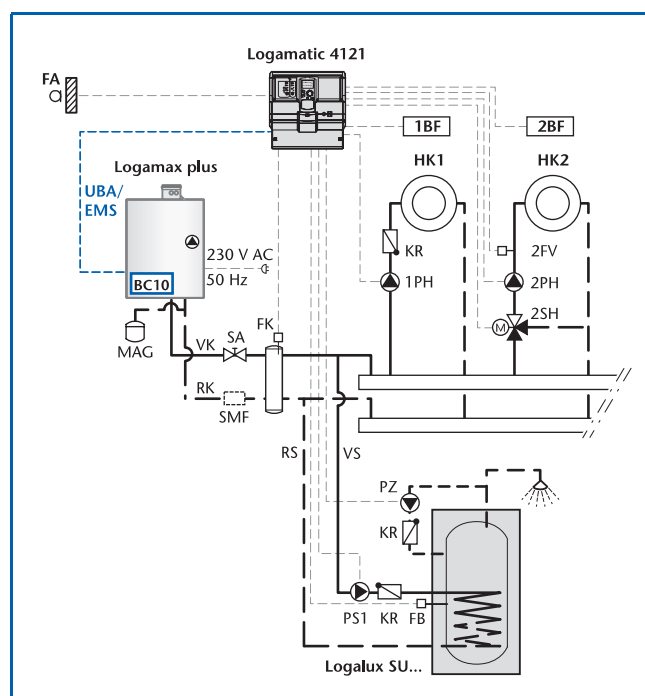 Logamatic 4121
FA
1BF
2BF
HK1
HK2
Logamax plus
UBA/
EMS
KR
2FV
230 V AC
50 Hz
1PH
2PH
BC10
2SH
M
FK
SA
MAG
VK
RK
SMF
RS
VS
PZ
KR
PS1
KR
FB
Logalux SU...